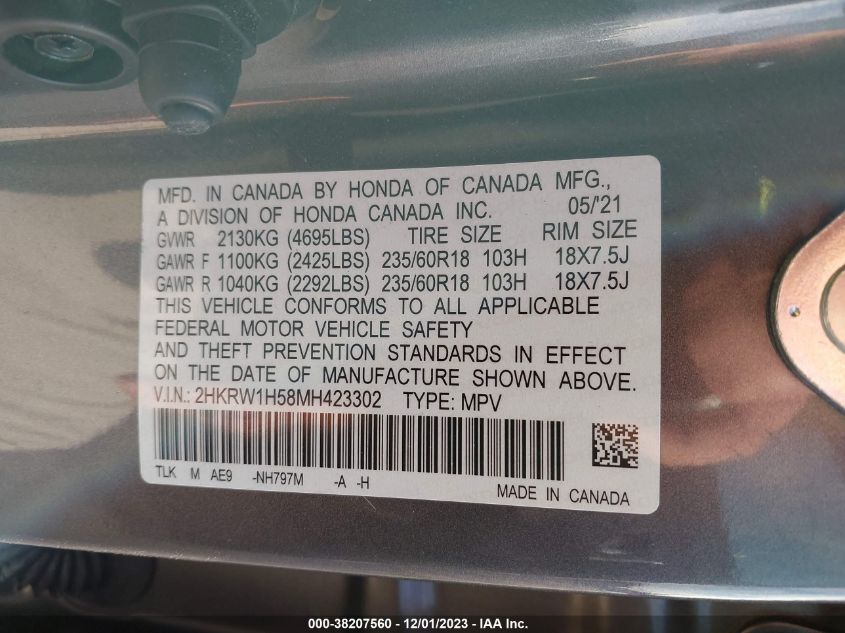 MFD. IN CANADA BY HONDA OF CANADA MFG.,
A DIVISION OF HONDA CANADA INC. 05/'21
GVWR 2130KG (4695LBS) TIRE SIZE RIM SIZE
GAWR F 1100KG (2425LBS) 235/60R18 103H 18X7.5J
GAWR R 1040KG (2292LBS) 235/60R18 103H 18X7.5J
THIS VEHICLE CONFORMS TO ALL APPLICABLE
FEDERAL MOTOR VEHICLE SAFETY
AND THEFT PREVENTION STANDARDS IN EFFECT
ON THE DATE OF MANUFACTURE SHOWN ABOVE.
V.I.N.: 2HKRW1H58MH423302 TYPE: MPV
TLK M AE9 -NH797M -A -H
MADE IN CANADA
000-38207560 - 12/01/2023 - IAA Inc.